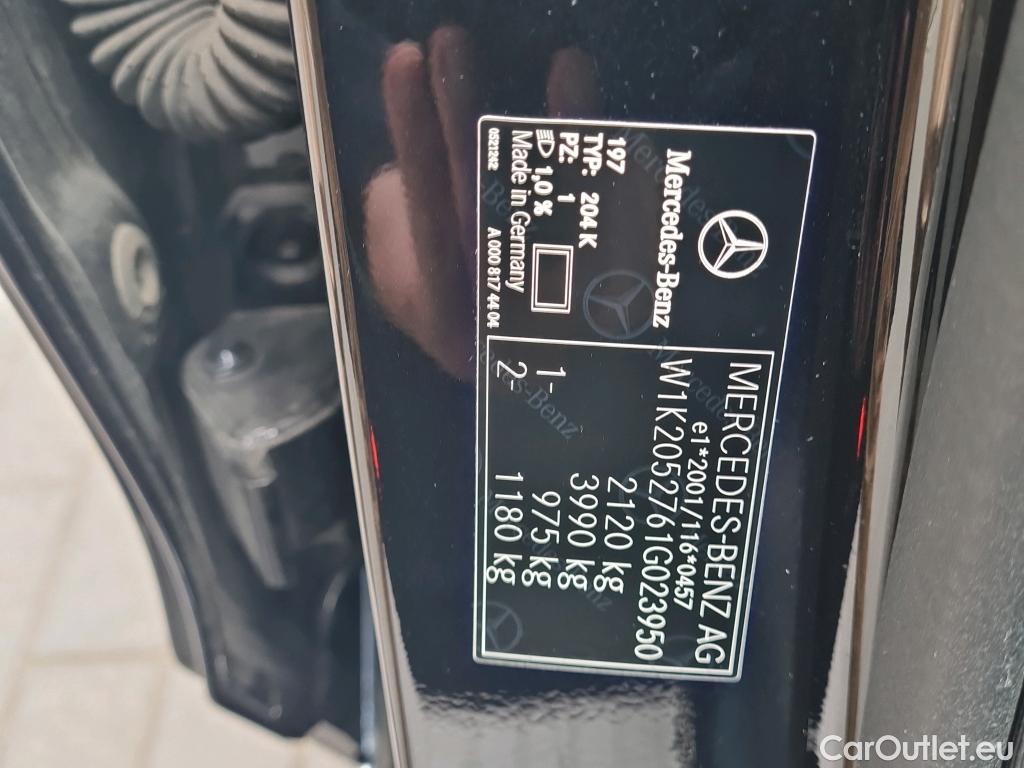 Mercedes-Benz
197
TYP: 204 K
PZ: 1
1,0 %
Made in Germany
0521242 A 000 817 44 04
MERCEDES-BENZ AG
e1*2001/116*0457
W1K2052761G023950
2120 kg
3990 kg
1- 975 kg
2- 1180 kg
CarOutlet.eu